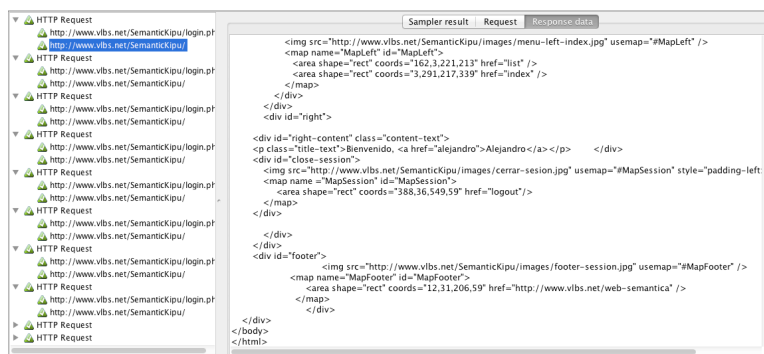 HTTP Request
http://www.vlbs.net/SemanticKipu/login.ph
http://www.vlbs.net/SemanticKipu/
HTTP Request
http://www.vlbs.net/SemanticKipu/login.ph
http://www.vlbs.net/SemanticKipu/
HTTP Request
http://www.vlbs.net/SemanticKipu/login.ph
http://www.vlbs.net/SemanticKipu/
HTTP Request
http://www.vlbs.net/SemanticKipu/login.ph
http://www.vlbs.net/SemanticKipu/
HTTP Request
http://www.vlbs.net/SemanticKipu/login.ph
http://www.vlbs.net/SemanticKipu/
HTTP Request
http://www.vlbs.net/SemanticKipu/login.ph
http://www.vlbs.net/SemanticKipu/
HTTP Request
http://www.vlbs.net/SemanticKipu/login.ph
http://www.vlbs.net/SemanticKipu/
HTTP Request
http://www.vlbs.net/SemanticKipu/login.ph
http://www.vlbs.net/SemanticKipu/
HTTP Request
HTTP Request
Sampler result Request Response data
<img src="http://www.vlbs.net/SemanticKipu/images/menu-left-index.jpg" usemap="#MapLeft" />
<map name="MapLeft" id="MapLeft">
<area shape="rect" coords="162,3,221,213" href="list" />
<area shape="rect" coords="3,291,217,339" href="index" />
</map>
</div>
</div>
<div id="right">
<div id="right-content" class="content-text">
<p class="title-text">Bienvenido, <a href="alejandro">Alejandro</a></p> </div>
<div id="close-session">
<img src="http://www.vlbs.net/SemanticKipu/images/cerrar-sesion.jpg" usemap="#MapSession" style="padding-left:
<map name ="MapSession" id="MapSession">
<area shape="rect" coords="388,36,549,59" href="logout"/>
</map>
</div>
</div>
</div>
<div id="footer">
<img src="http://www.vlbs.net/SemanticKipu/images/footer-session.jpg" usemap="#MapFooter" />
<map name="MapFooter" id="MapFooter">
<area shape="rect" coords="12,31,206,59" href="http://www.vlbs.net/web-semantica" />
</map>
</div>
</div>
</body>
</html>